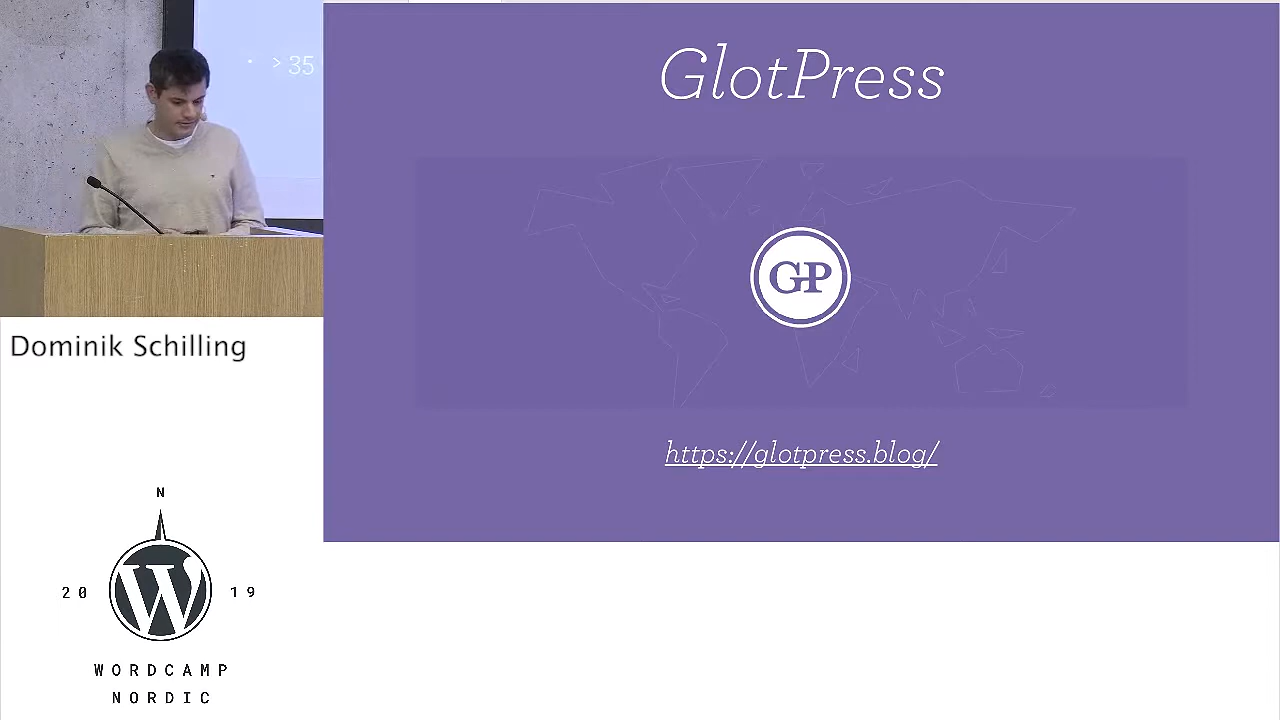 > 35
GlotPress
GP
https://glotpress.blog/
Dominik Schilling
N
20 19
W
WORDCAMP
NORDIC